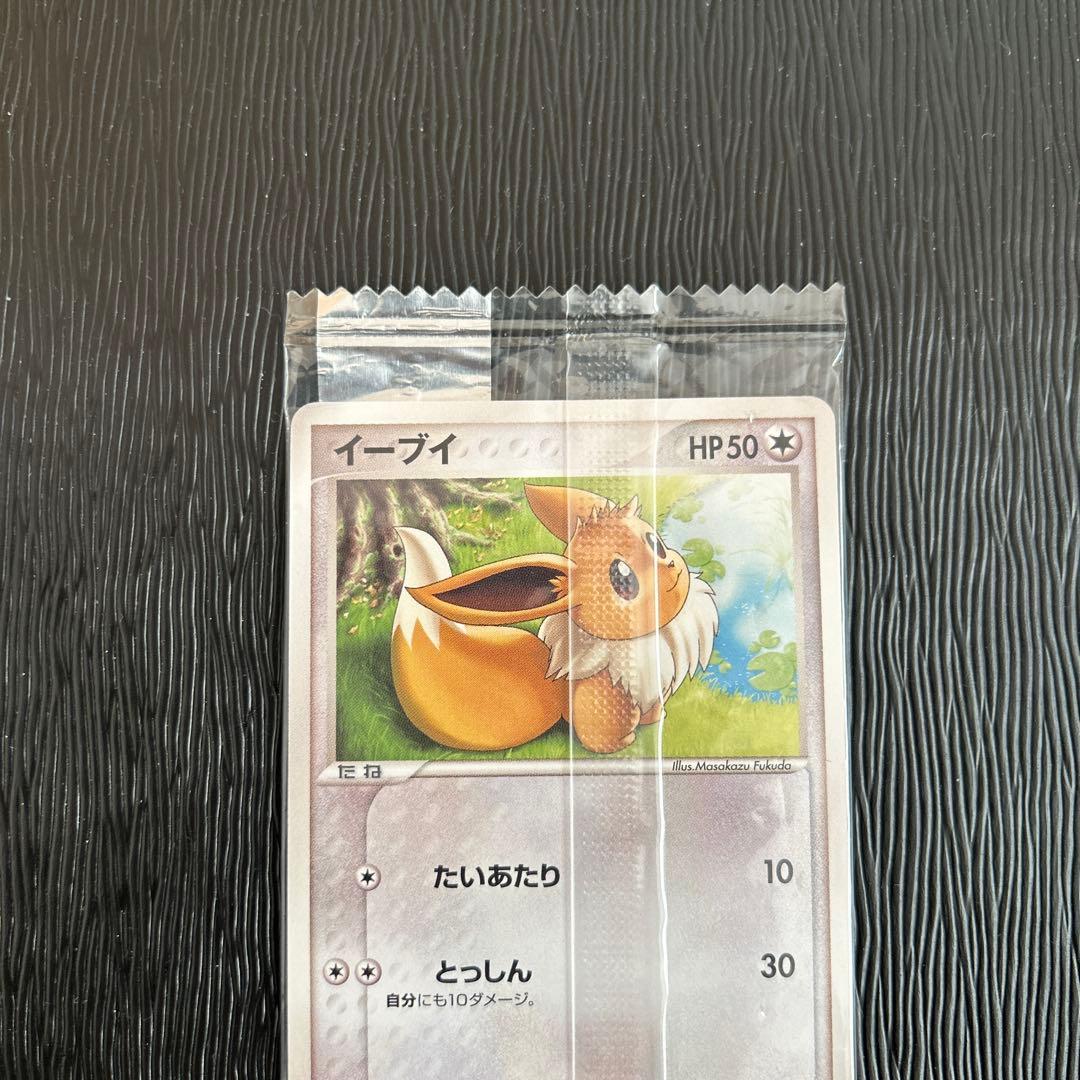 イーブイ HP50
たね Illus.Masakazu Fukuda
たいあたり 10
とっしん 30
自分にも10ダメージ。